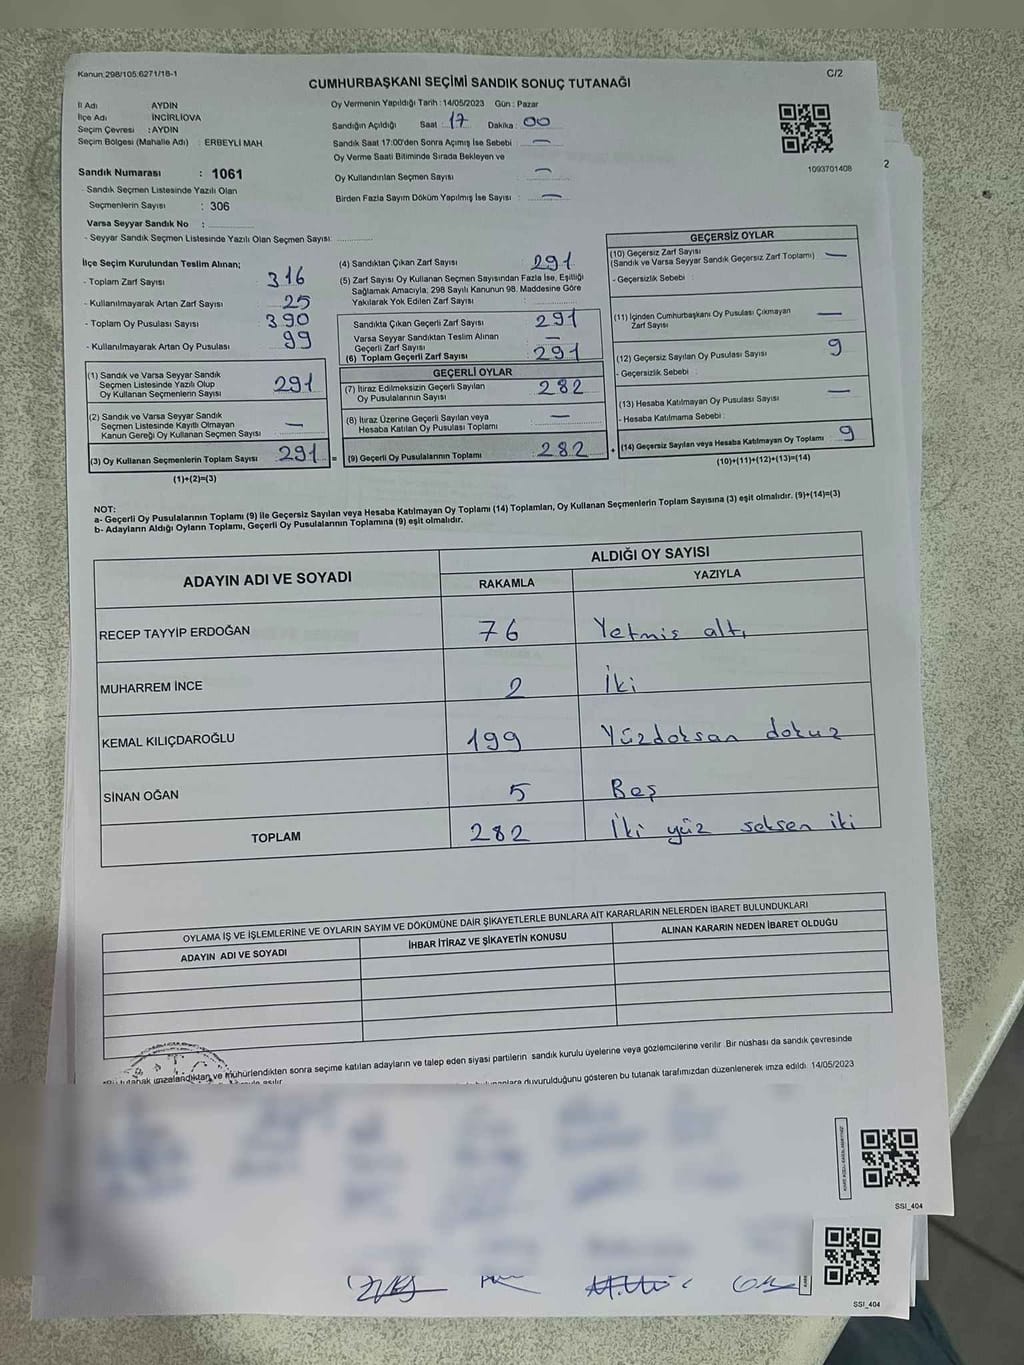 Kanun 298/105:6271/18-1
C/2
CUMHURBAŞKANI SEÇİMİ SANDIK SONUÇ TUTANAĞI
İl Adı AYDIN
İlçe Adı İNCİRLİOVA
Seçim Çevresi : AYDIN
Seçim Bölgesi (Mahalle Adı) : ERBEYLİ MAH
Sandık Numarası : 1061
- Sandık Seçmen Listesinde Yazılı Olan
Seçmenlerin Sayısı : 306
Varsa Seyyar Sandık No :
- Seyyar Sandık Seçmen Listesinde Yazılı Olan Seçmen Sayısı:
Oy Vermenin Yapıldığı Tarih : 14/05/2023 Gün : Pazar
Sandığın Açıldığı Saat : 17 Dakika : 00
Sandık Saat 17:00'den Sonra Açımış İse Sebebi : —
Oy Verme Saati Bitiminde Sırada Bekleyen ve
Oy Kullandırılan Seçmen Sayısı : —
Birden Fazla Sayım Döküm Yapılmış İse Sayısı : —
1093701408
2
İlçe Seçim Kurulundan Teslim Alınan;
- Toplam Zarf Sayısı 316
- Kullanılmayarak Artan Zarf Sayısı 25
- Toplam Oy Pusulası Sayısı 390
- Kullanılmayarak Artan Oy Pusulası 99
(1) Sandık ve Varsa Seyyar Sandık
Seçmen Listesinde Yazılı Olup
Oy Kullanan Seçmenlerin Sayısı 291
(2) Sandık ve Varsa Seyyar Sandık
Seçmen Listesinde Kayıtlı Olmayan
Kanun Gereği Oy Kullanan Seçmen Sayısı —
(3) Oy Kullanan Seçmenlerin Toplam Sayısı 291 =
(1)+(2)=(3)
(4) Sandıktan Çıkan Zarf Sayısı 291
(5) Zarf Sayısı Oy Kullanan Seçmen Sayısından Fazla İse, Eşitliği
Sağlamak Amacıyla, 298 Sayılı Kanunun 98. Maddesine Göre
Yakılarak Yok Edilen Zarf Sayısı :
Sandıkta Çıkan Geçerli Zarf Sayısı 291
Varsa Seyyar Sandıktan Teslim Alınan
Geçerli Zarf Sayısı —
(6) Toplam Geçerli Zarf Sayısı 291
GEÇERLİ OYLAR
(7) İtiraz Edilmeksizin Geçerli Sayılan
Oy Pusulalarının Sayısı 282
(8) İtiraz Üzerine Geçerli Sayılan veya
Hesaba Katılan Oy Pusulası Toplamı —
(9) Geçerli Oy Pusulalarının Toplamı 282 +
GEÇERSİZ OYLAR
(10) Geçersiz Zarf Sayısı
(Sandık ve Varsa Seyyar Sandık Geçersiz Zarf Toplamı) —
- Geçersizlik Sebebi :
(11) İçinden Cumhurbaşkanı Oy Pusulası Çıkmayan
Zarf Sayısı —
(12) Geçersiz Sayılan Oy Pusulası Sayısı 9
- Geçersizlik Sebebi :
(13) Hesaba Katılmayan Oy Pusulası Sayısı —
- Hesaba Katılmama Sebebi :
(14) Geçersiz Sayılan veya Hesaba Katılmayan Oy Toplamı 9
(10)+(11)+(12)+(13)=(14)
NOT:
a- Geçerli Oy Pusulalarının Toplamı (9) ile Geçersiz Sayılan veya Hesaba Katılmayan Oy Toplamı (14) Toplamları, Oy Kullanan Seçmenlerin Toplam Sayısına (3) eşit olmalıdır. (9)+(14)=(3)
b- Adayların Aldığı Oyların Toplamı, Geçerli Oy Pusulalarının Toplamına (9) eşit olmalıdır.
ADAYIN ADI VE SOYADI ALDIĞI OY SAYISI
RAKAMLA YAZIYLA
RECEP TAYYİP ERDOĞAN 76 Yetmiş altı
MUHARREM İNCE 2 İki
KEMAL KILIÇDAROĞLU 199 Yüzdoksan dokuz
SİNAN OĞAN 5 Beş
TOPLAM 282 İki yüz seksen iki
OYLAMA İŞ VE İŞLEMLERİNE VE OYLARIN SAYIM VE DÖKÜMÜNE DAİR ŞİKAYETLERLE BUNLARA AİT KARARLARIN NELERDEN İBARET BULUNDUKLARI
ADAYIN ADI VE SOYADI İHBAR İTİRAZ VE ŞİKAYETİN KONUSU ALINAN KARARIN NEDEN İBARET OLDUĞU
tutanak imzalandıktan ve mühürlendikten sonra seçime katılan adayların ve talep eden siyasi partilerin sandık kurulu üyelerine veya gözlemcilerine verilir. Bir nüshası da sandık çevresinde
duyurulduğunu gösteren bu tutanak tarafımızdan düzenlenerek imza edildi. 14/05/2023
SSI_404
SSI_404